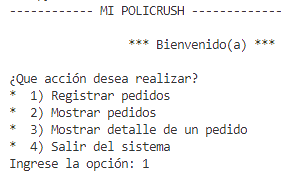 ------------ MI POLICRUSH -------------
*** Bienvenido(a) ***
¿Que acción desea realizar?
*  1) Registrar pedidos
*  2) Mostrar pedidos
*  3) Mostrar detalle de un pedido
*  4) Salir del sistema
Ingrese la opción: 1